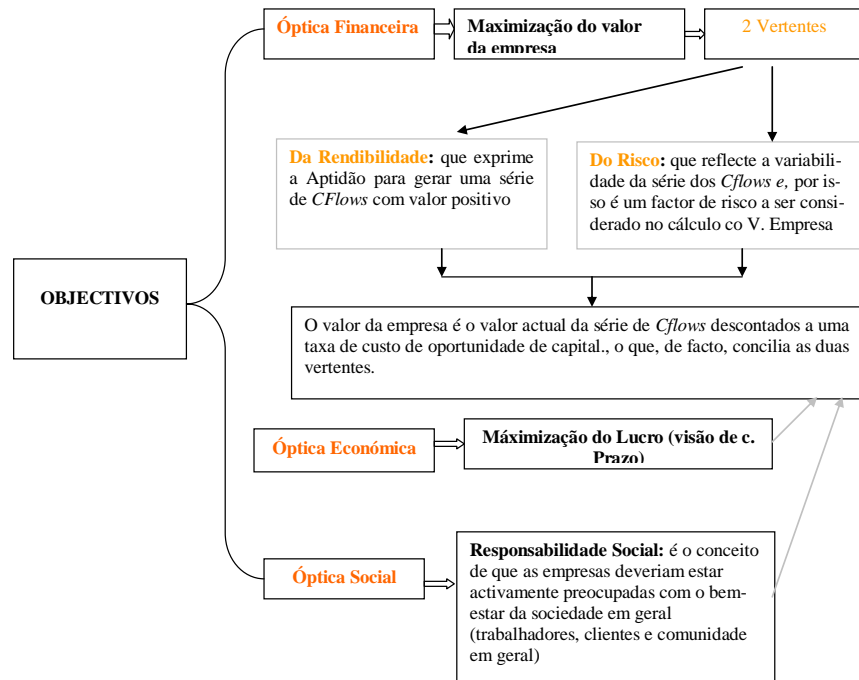 Óptica Financeira
Maximização do valor
da empresa
2 Vertentes
Da Rendibilidade: que exprime
a Aptidão para gerar uma série
de CFlows com valor positivo
Do Risco: que reflecte a variabili-
dade da série dos Cflows e, por is-
so é um factor de risco a ser consi-
derado no cálculo co V. Empresa
OBJECTIVOS
O valor da empresa é o valor actual da série de Cflows descontados a uma
taxa de custo de oportunidade de capital., o que, de facto, concilia as duas
vertentes.
Óptica Económica
Máximização do Lucro (visão de c.
Prazo)
Óptica Social
Responsabilidade Social: é o conceito
de que as empresas deveriam estar
activamente preocupadas com o bem-
estar da sociedade em geral
(trabalhadores, clientes e comunidade
em geral)